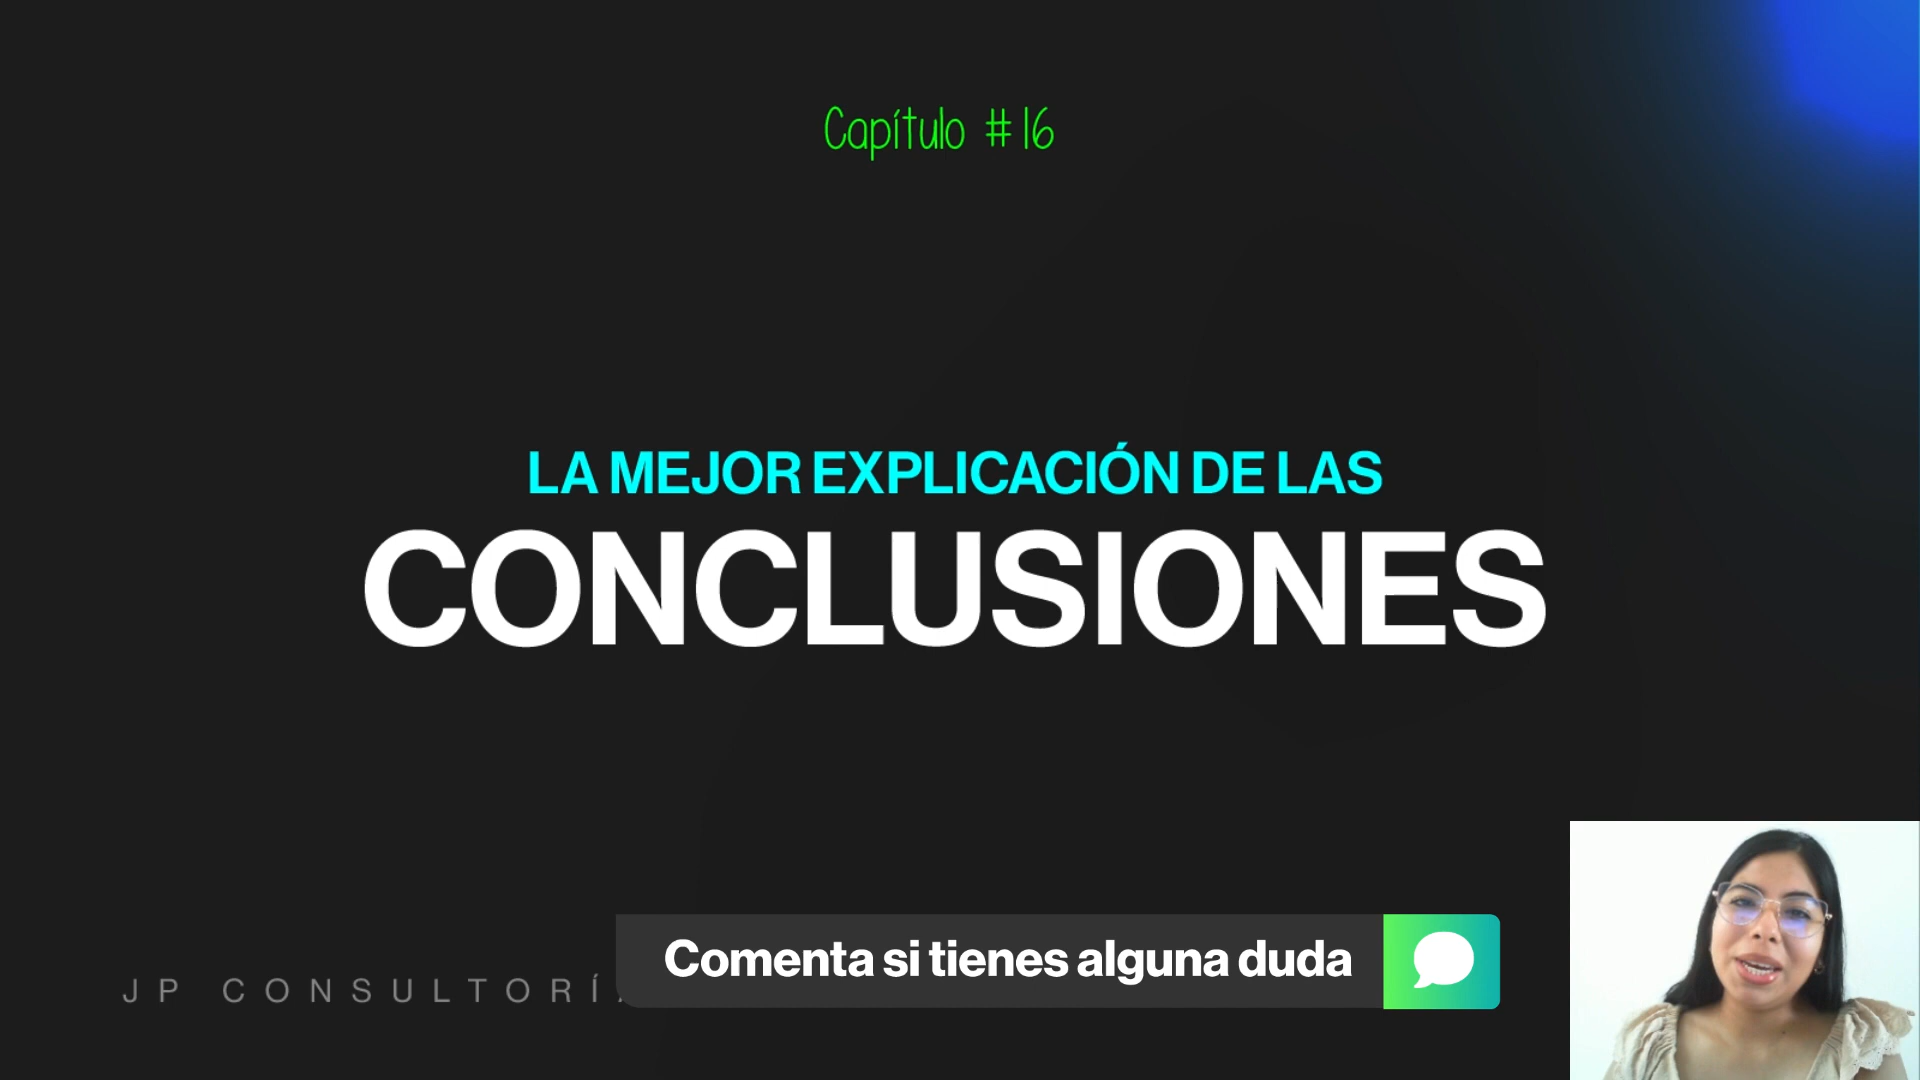 Capítulo #16
LA MEJOR EXPLICACIÓN DE LAS
CONCLUSIONES
Comenta si tienes alguna duda
JP CONSULTORÍ